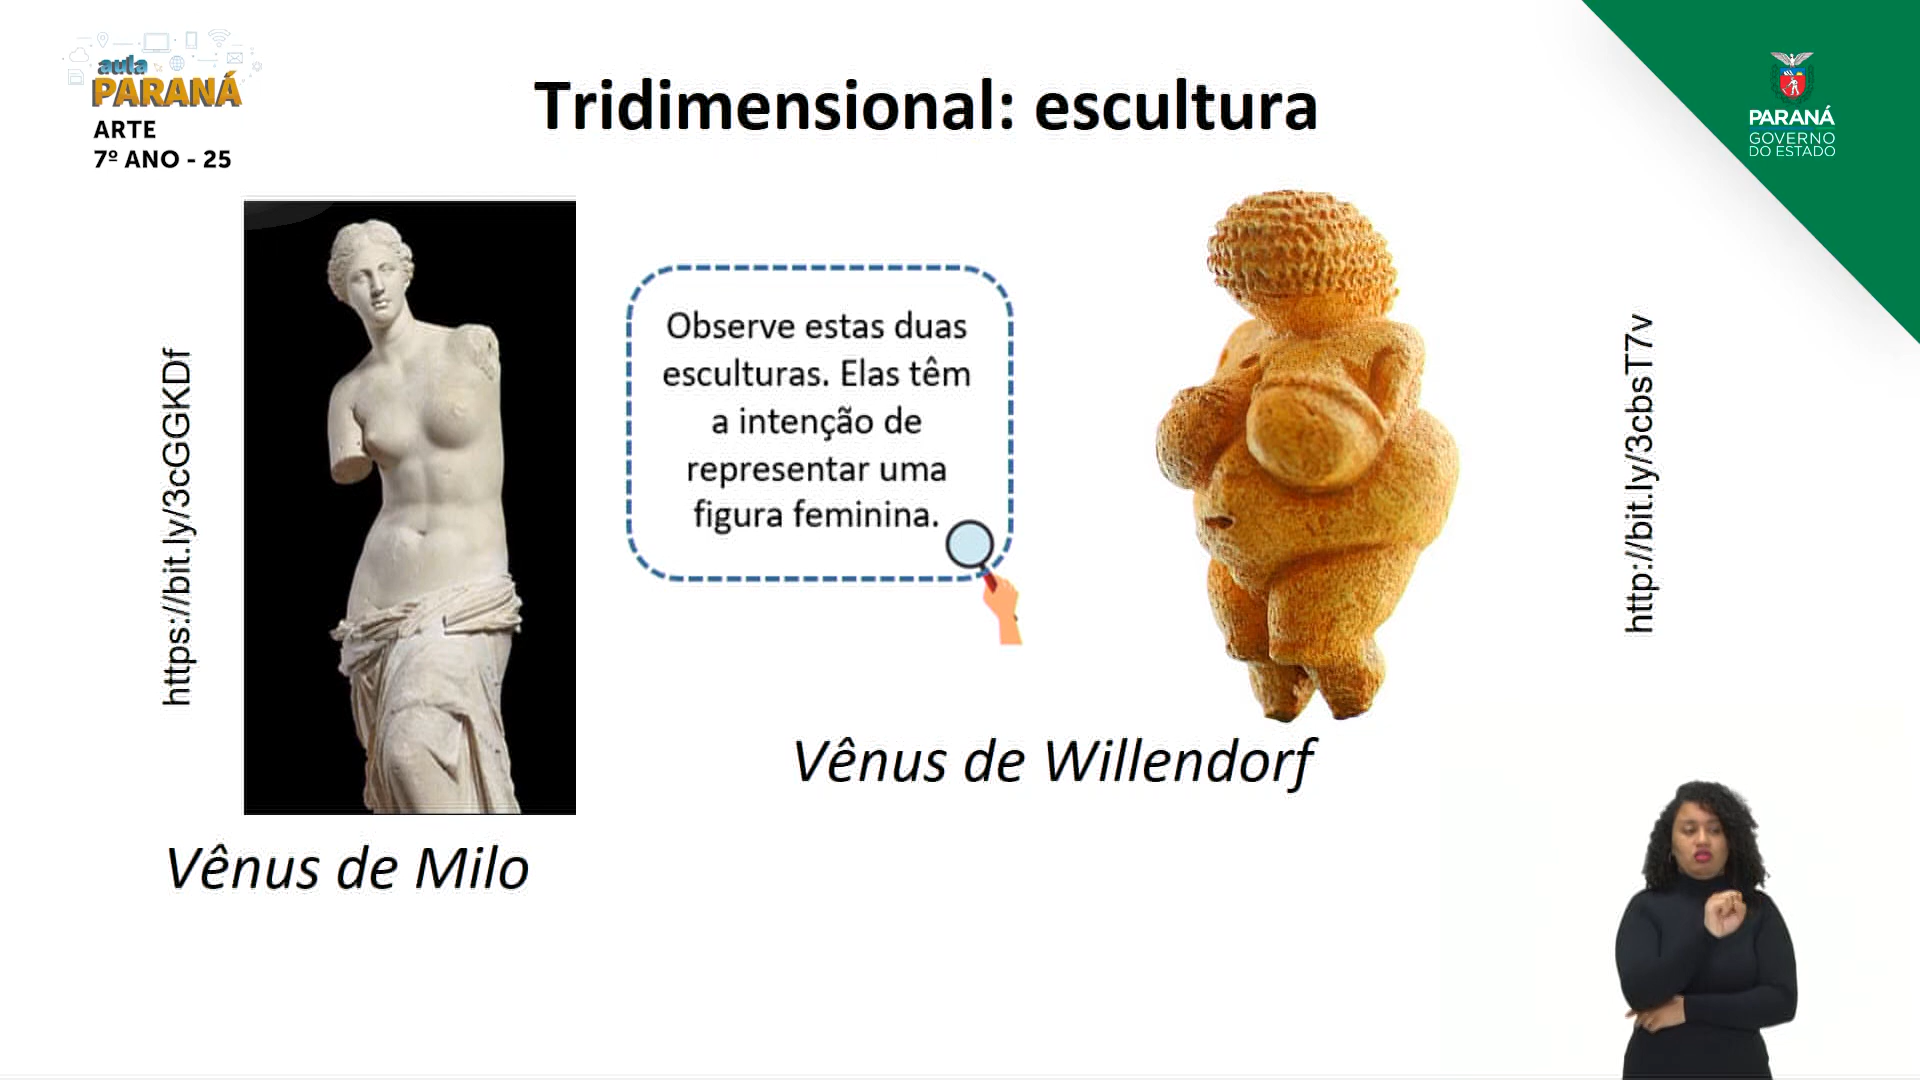 aula
PARANÁ
ARTE
7º ANO - 25
Tridimensional: escultura
PARANÁ
GOVERNO
DO ESTADO
https://bit.ly/3cGGKDf
Observe estas duas
esculturas. Elas têm
a intenção de
representar uma
figura feminina.
http://bit.ly/3cbsT7v
Vênus de Willendorf
Vênus de Milo